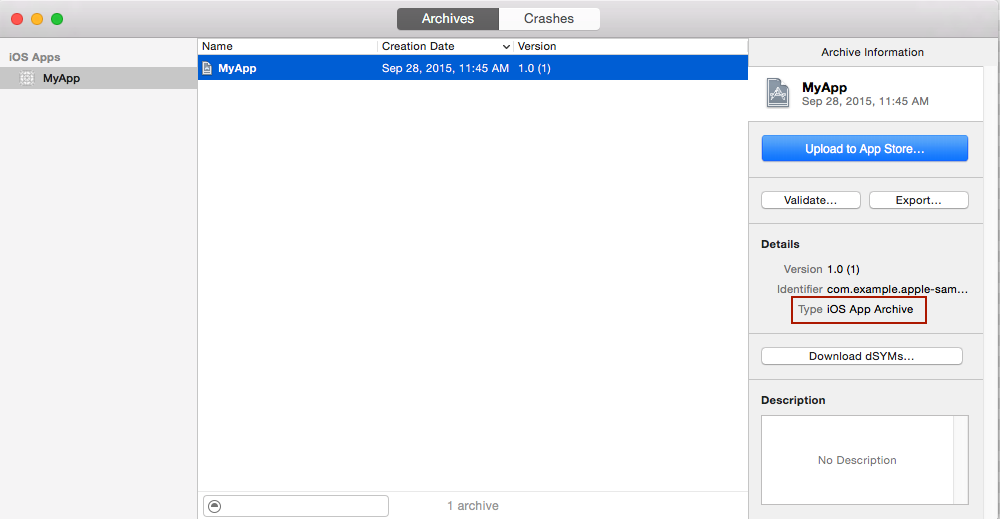 Archives Crashes
iOS Apps
MyApp
Name Creation Date Version
MyApp Sep 28, 2015, 11:45 AM 1.0 (1)
1 archive
Archive Information
MyApp
Sep 28, 2015, 11:45 AM
Upload to App Store…
Validate… Export…
Details
Version 1.0 (1)
Identifier com.example.apple-sam…
Type iOS App Archive
Download dSYMs…
Description
No Description